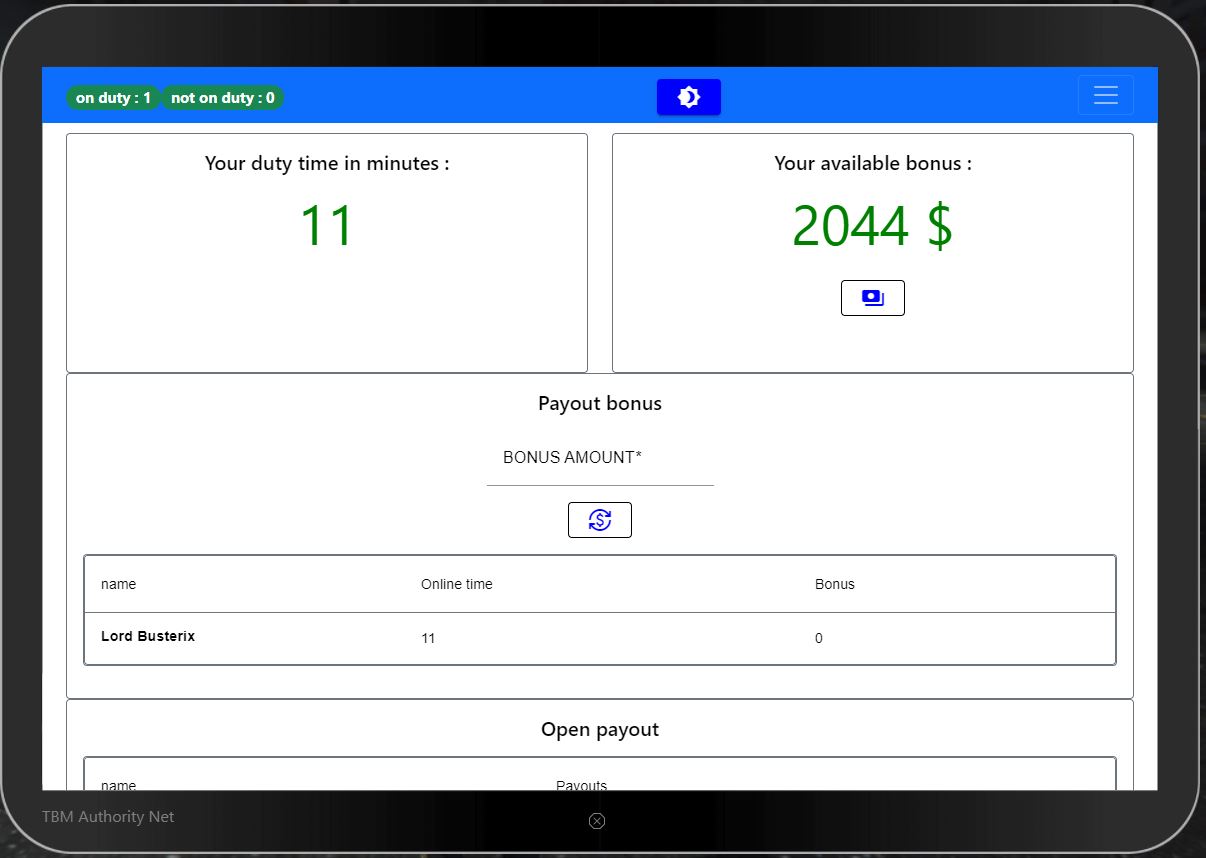 on duty : 1 not on duty : 0
Your duty time in minutes :
11
Your available bonus :
2044 $
Payout bonus
BONUS AMOUNT*
name Online time Bonus
Lord Busterix 11 0
Open payout
name Payouts
TBM Authority Net